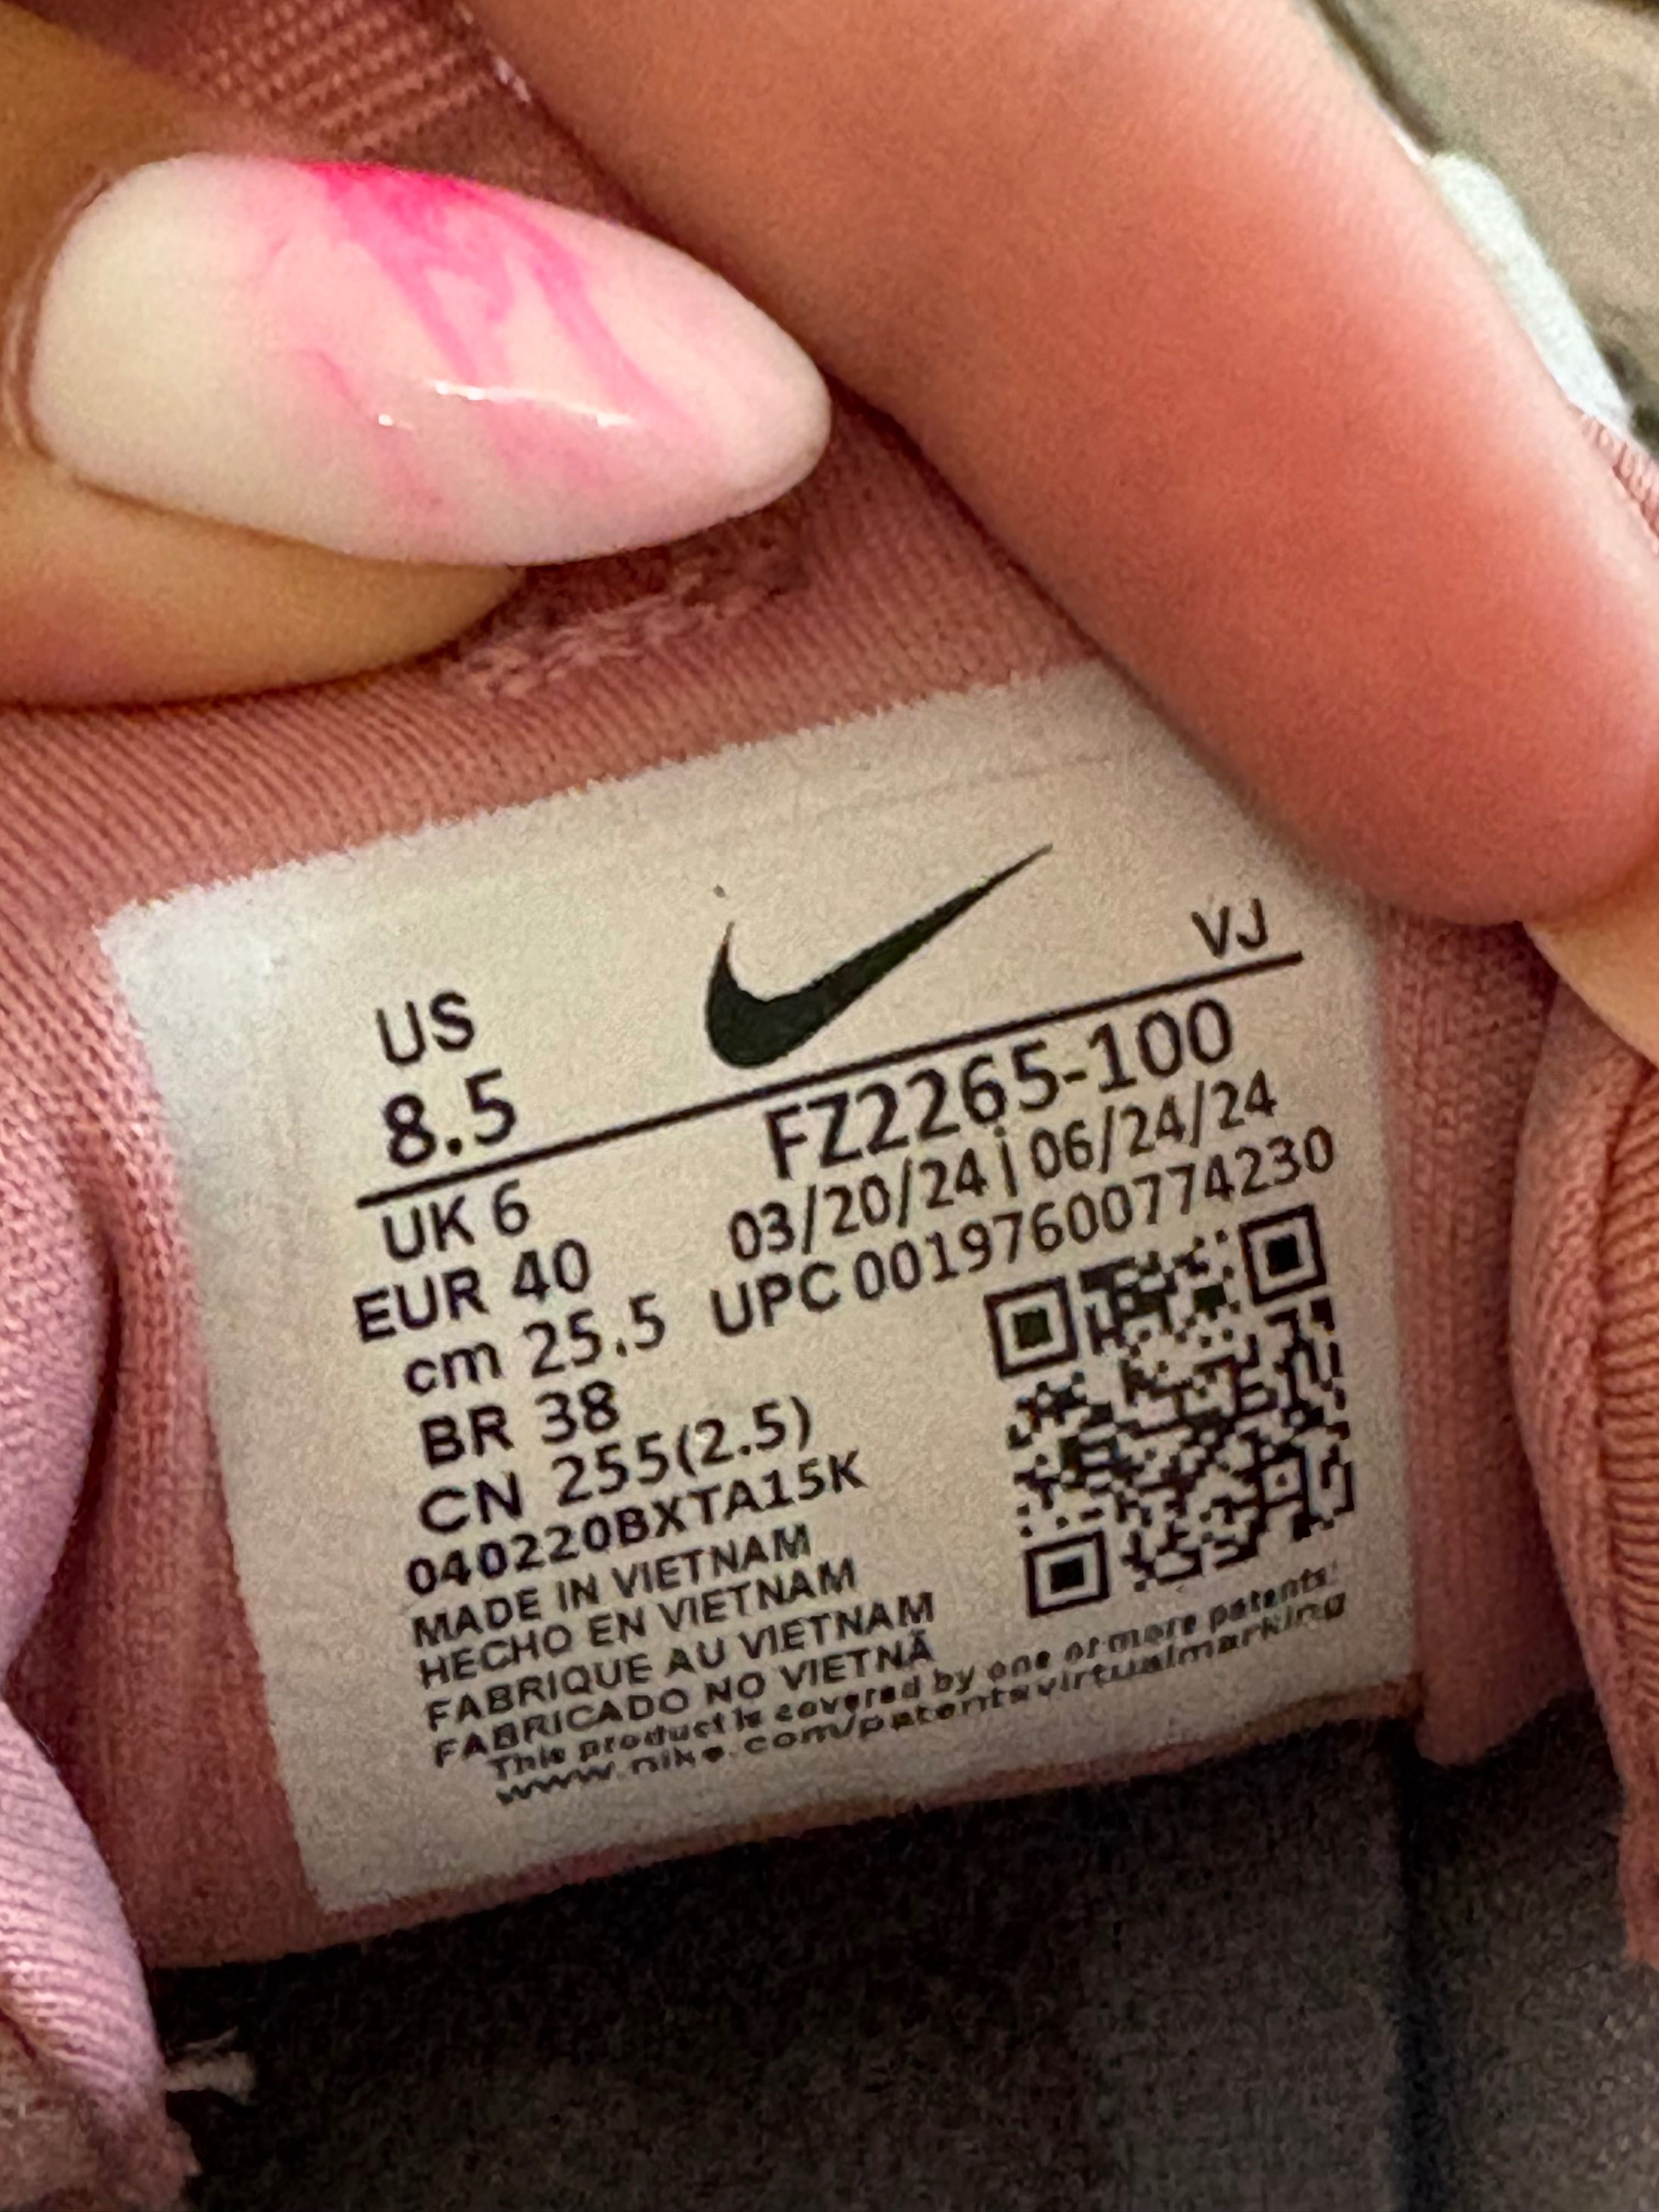 VJ
US
8.5
FZ2265-100
03/20/24 | 06/24/24
UPC 00197600774230
UK 6
EUR 40
cm 25.5
BR 38
CN 255(2.5)
040220BXTA15K
MADE IN VIETNAM
HECHO EN VIETNAM
FABRIQUE AU VIETNAM
FABRICADO NO VIETNÃ
This product is covered by one or more patents:
www.nike.com/patentsvirtualmarking